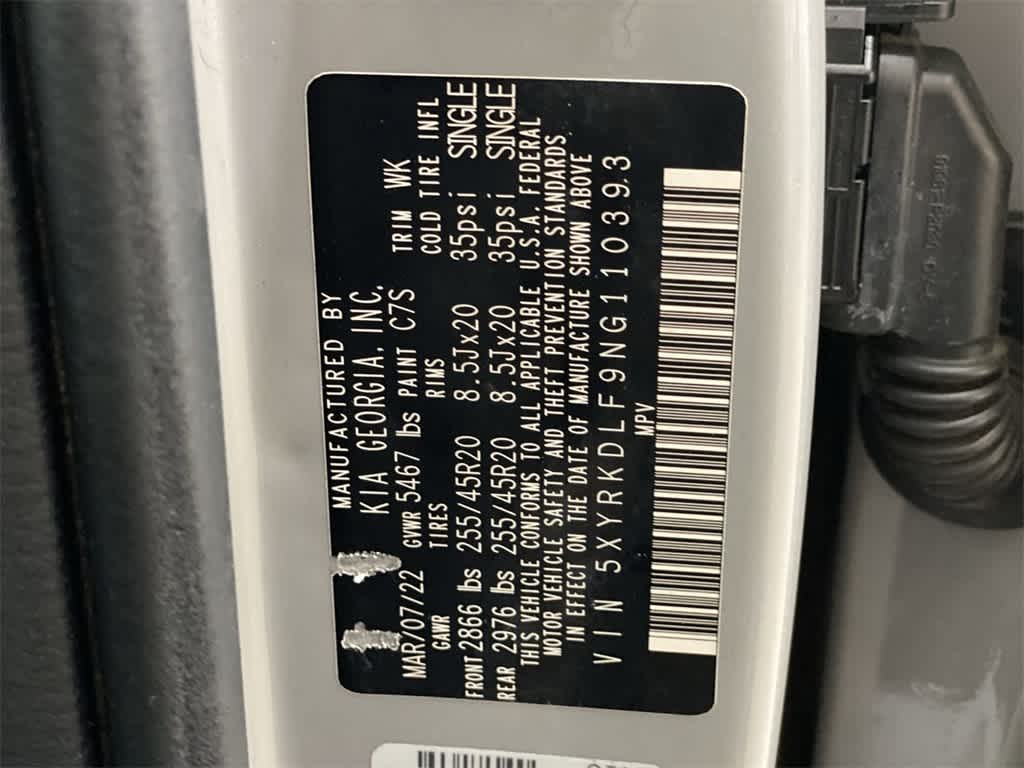 MANUFACTURED BY
KIA GEORGIA, INC.
MAR/07/22 GVWR 5467 lbs PAINT C7S TRIM WK
GAWR TIRES RIMS COLD TIRE INFL
FRONT 2866 lbs 255/45R20 8.5Jx20 35psi SINGLE
REAR 2976 lbs 255/45R20 8.5Jx20 35psi SINGLE
THIS VEHICLE CONFORMS TO ALL APPLICABLE U.S.A. FEDERAL
MOTOR VEHICLE SAFETY AND THEFT PREVENTION STANDARDS
IN EFFECT ON THE DATE OF MANUFACTURE SHOWN ABOVE
VIN 5XYRKDLF9NG110393
MPV